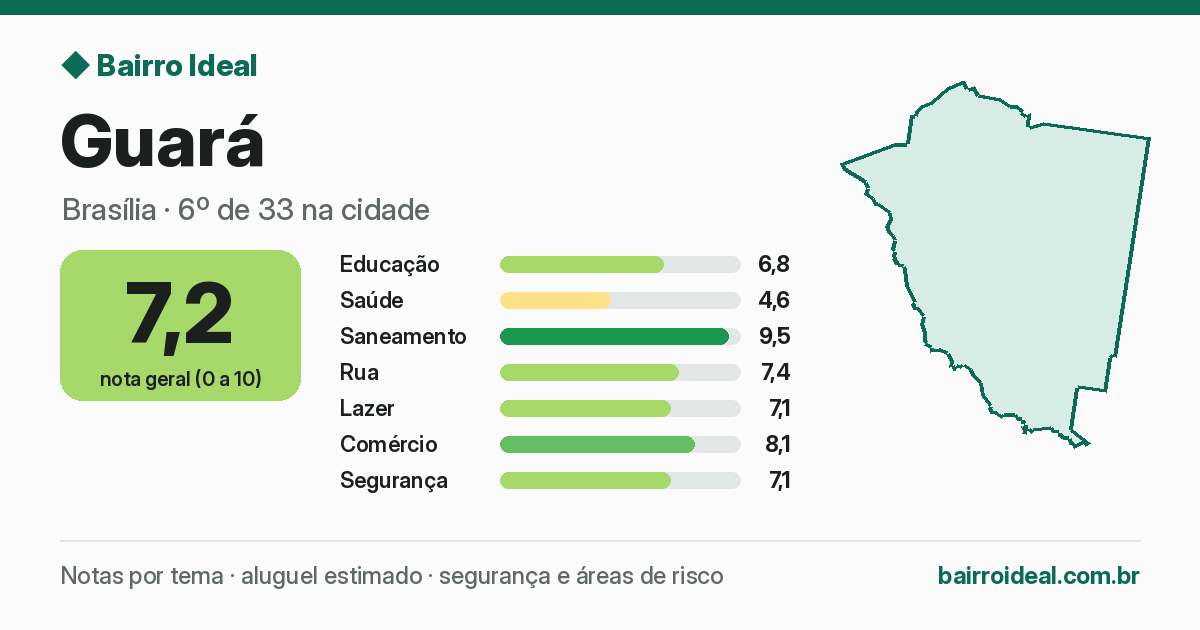 Bairro Ideal
Guará
Brasília · 6º de 33 na cidade
7,2
nota geral (0 a 10)
Educação 6,8
Saúde 4,6
Saneamento 9,5
Rua 7,4
Lazer 7,1
Comércio 8,1
Segurança 7,1
Notas por tema · aluguel estimado · segurança e áreas de risco
bairroideal.com.br